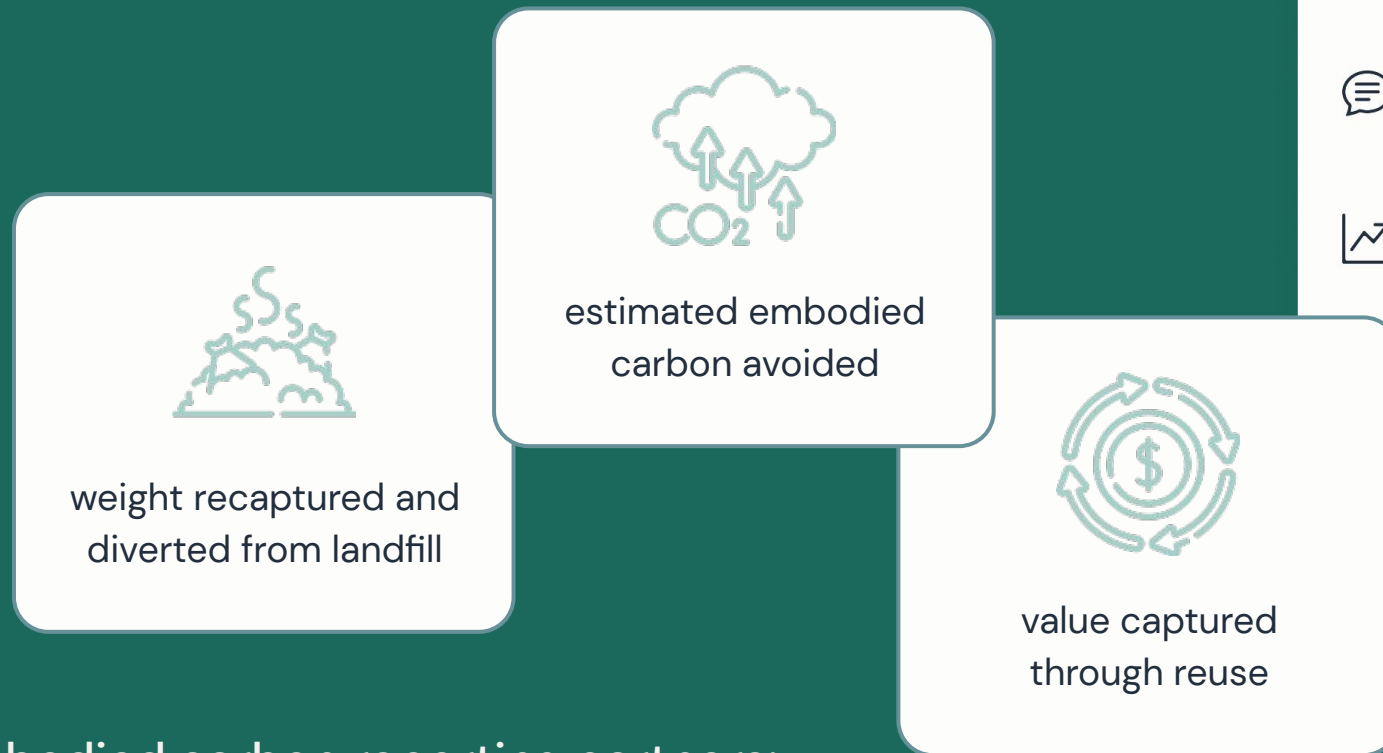 CO2
estimated embodied
carbon avoided
weight recaptured and
diverted from landfill
$
value captured
through reuse